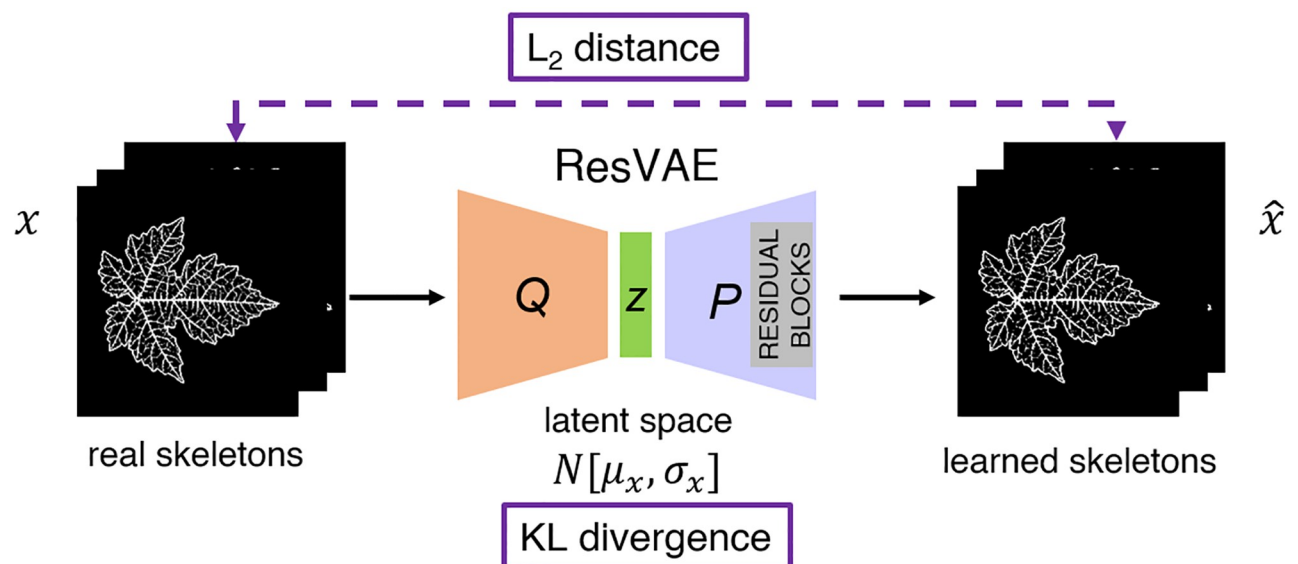 L₂ distance
ResVAE
x
Q
z
P
RESIDUAL
BLOCKS
x̂
real skeletons
latent space
N[μₓ, σₓ]
learned skeletons
KL divergence